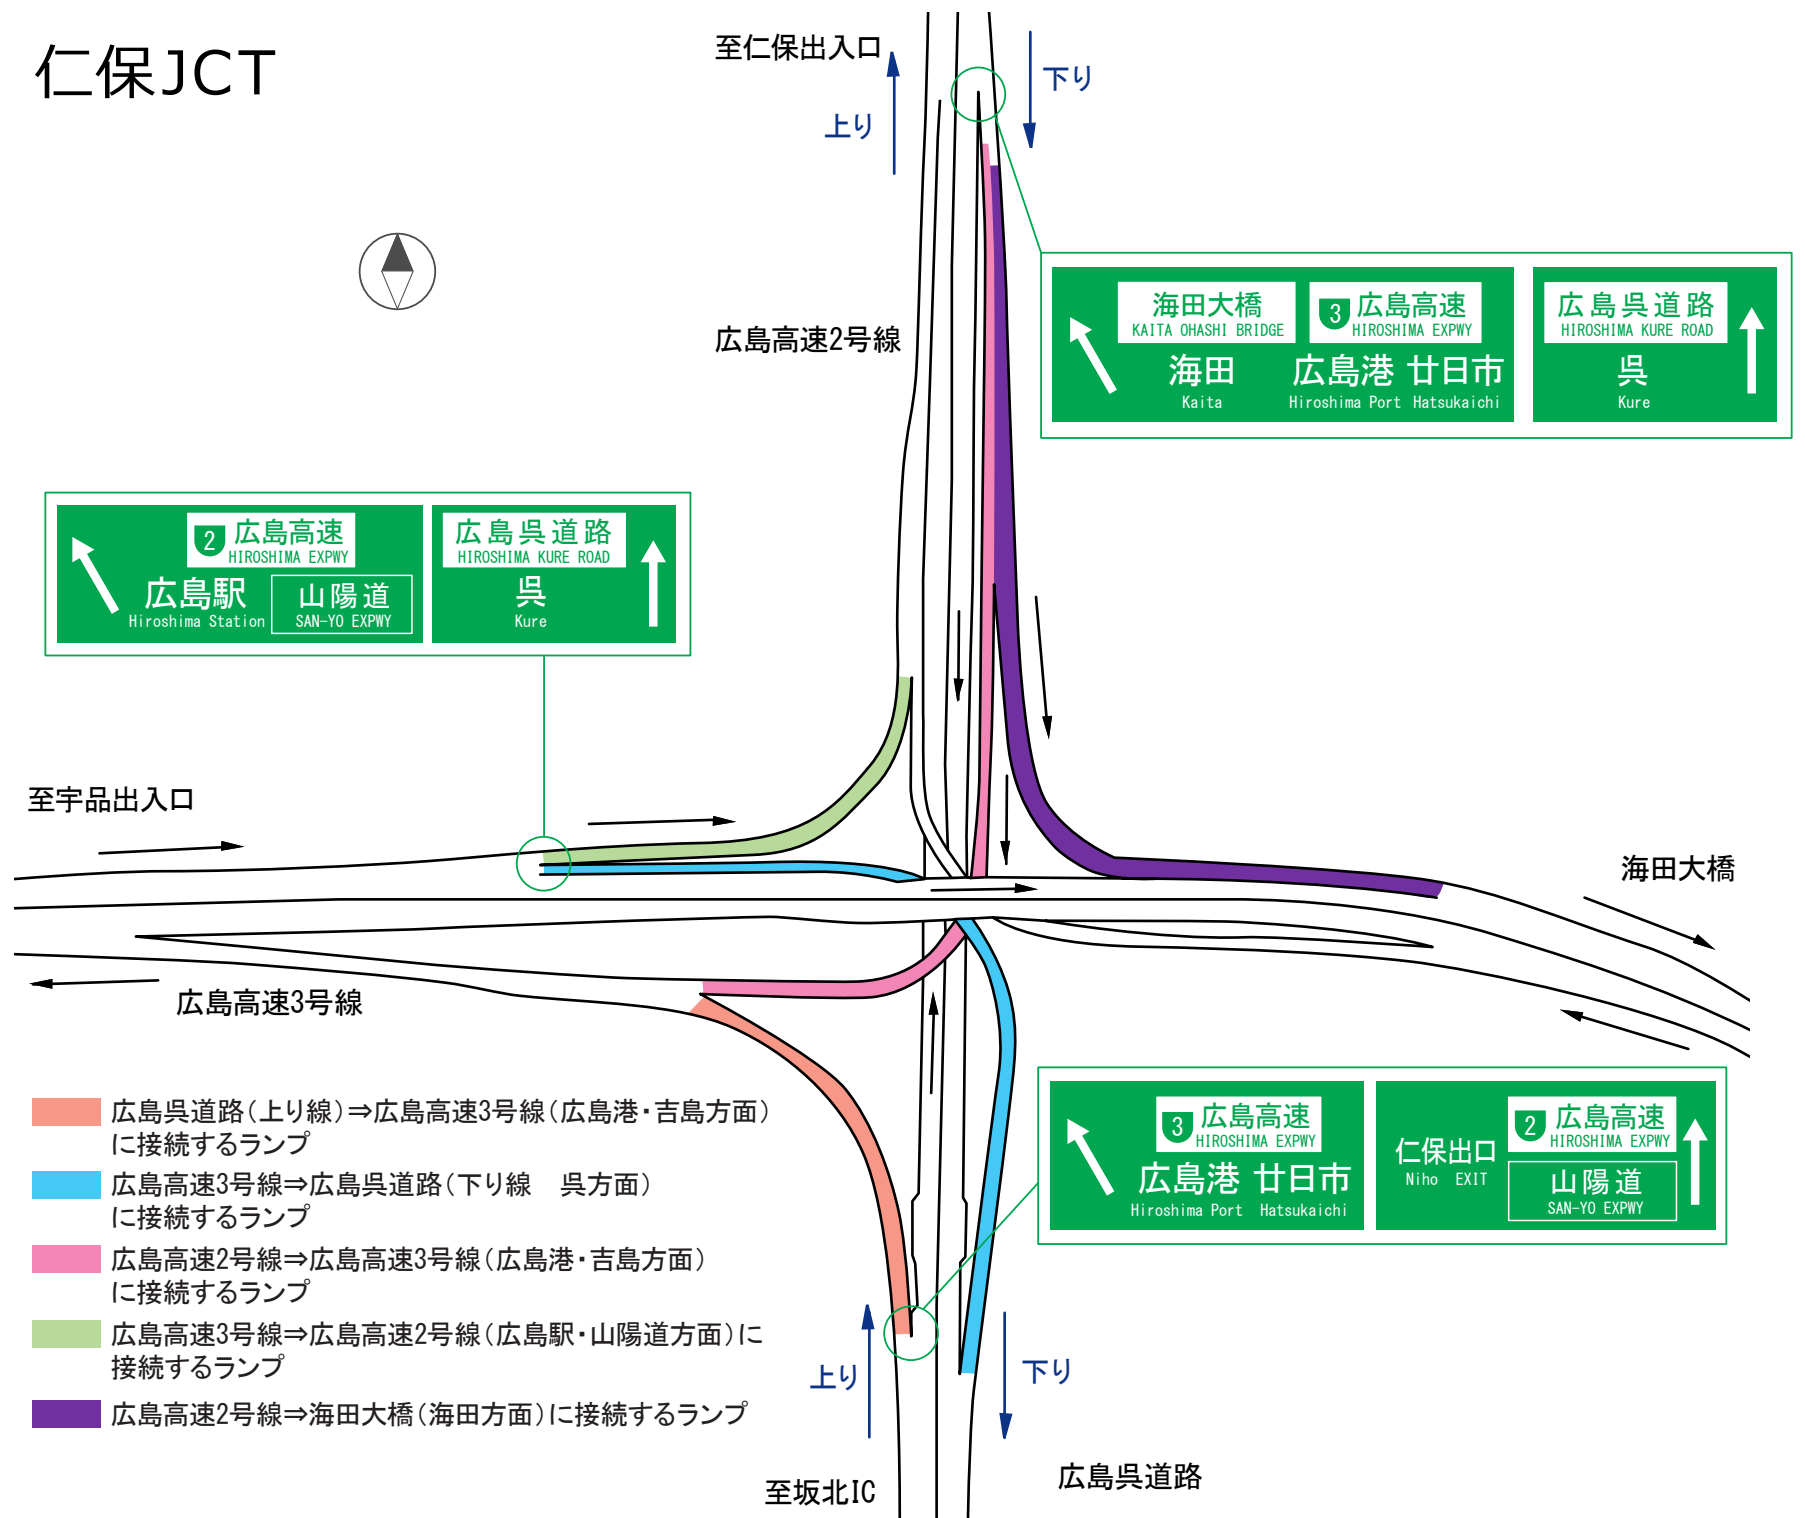 仁保JCT
至仁保出入口
上り
下り
広島高速2号線
海田大橋
KAITA OHASHI BRIDGE
3 広島高速
HIROSHIMA EXPWY
海田
Kaita
広島港 廿日市
Hiroshima Port Hatsukaichi
広島呉道路
HIROSHIMA KURE ROAD
呉
Kure
2 広島高速
HIROSHIMA EXPWY
広島駅
Hiroshima Station
山陽道
SAN-YO EXPWY
広島呉道路
HIROSHIMA KURE ROAD
呉
Kure
至宇品出入口
海田大橋
広島高速3号線
3 広島高速
HIROSHIMA EXPWY
広島港 廿日市
Hiroshima Port Hatsukaichi
仁保出口
Niho EXIT
2 広島高速
HIROSHIMA EXPWY
山陽道
SAN-YO EXPWY
広島呉道路(上り線)⇒広島高速3号線(広島港・吉島方面)
に接続するランプ
広島高速3号線⇒広島呉道路(下り線 呉方面)
に接続するランプ
広島高速2号線⇒広島高速3号線(広島港・吉島方面)
に接続するランプ
広島高速3号線⇒広島高速2号線(広島駅・山陽道方面)に
接続するランプ
広島高速2号線⇒海田大橋(海田方面)に接続するランプ
上り
下り
至坂北IC
広島呉道路